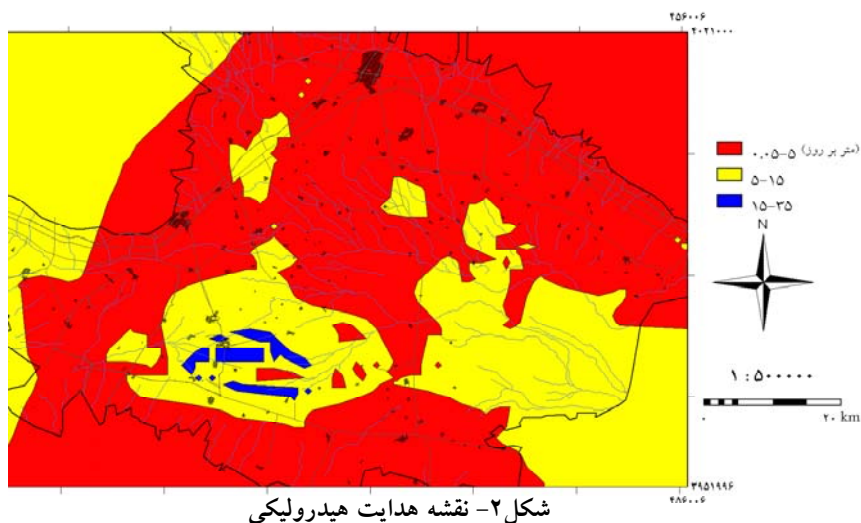 ۴۵۶۰۰۶
۴۰۲۱۰۰۰
۰.۰۵-۵ (متر بر روز)
۵-۱۵
۱۵-۳۵
N
۱ : ۵۰۰۰۰۰
۰ ۲۰ km
۳۹۵۱۹۹۶
۴۸۶۰۰۶
شکل۲- نقشه هدایت هیدرولیکی